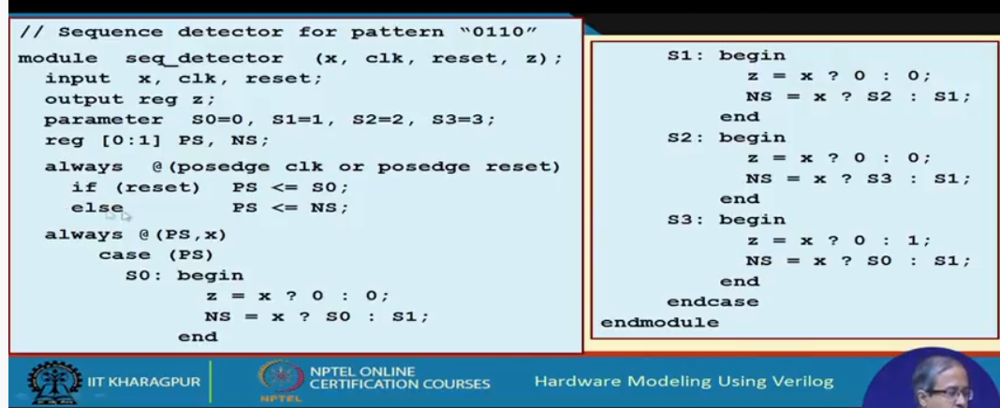 // Sequence detector for pattern "0110"
module seq_detector (x, clk, reset, z);
input x, clk, reset;
output reg z;
parameter S0=0, S1=1, S2=2, S3=3;
reg [0:1] PS, NS;
always @(posedge clk or posedge reset)
if (reset) PS <= S0;
else PS <= NS;
always @(PS,x)
case (PS)
S0: begin
z = x ? 0 : 0;
NS = x ? S0 : S1;
end
S1: begin
z = x ? 0 : 0;
NS = x ? S2 : S1;
end
S2: begin
z = x ? 0 : 0;
NS = x ? S3 : S1;
end
S3: begin
z = x ? 0 : 1;
NS = x ? S0 : S1;
end
endcase
endmodule
IIT KHARAGPUR
NPTEL
NPTEL ONLINE
CERTIFICATION COURSES
Hardware Modeling Using Verilog